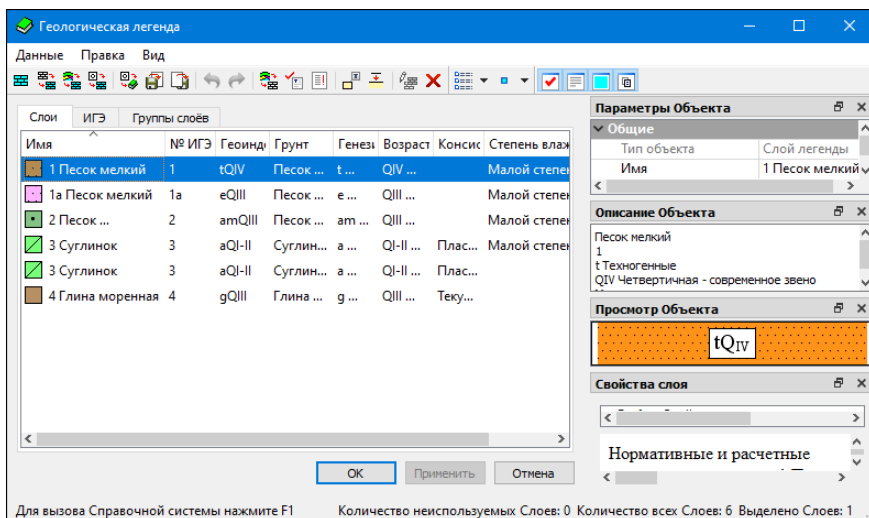 Геологическая легенда
Данные Правка Вид
Слои ИГЭ Группы слоёв
Имя № ИГЭ Геоинд Грунт Генези Возраст Консис Степень влаж
1 Песок мелкий 1 tQIV Песок ... t ... QIV ... Малой степен
1а Песок мелкий 1а eQIII Песок ... e ... QIII ... Малой степен
2 Песок ... 2 amQIII Песок ... am ... QIII ... Малой степен
3 Суглинок 3 aQI-II Суглин... a ... QI-II ... Плас... Малой степен
3 Суглинок 3 aQI-II Суглин... a ... QI-II ... Плас...
4 Глина моренная 4 gQIII Глина ... g ... QIII ... Теку...
OK Применить Отмена
Параметры Объекта
Общие
Тип объекта Слой легенды
Имя 1 Песок мелкий
Описание Объекта
Песок мелкий
1
t Техногенные
QIV Четвертичная - современное звено
Просмотр Объекта
tQIV
Свойства слоя
Нормативные и расчетные
Для вызова Справочной системы нажмите F1 Количество неиспользуемых Слоев: 0 Количество всех Слоев: 6 Выделено Слоев: 1